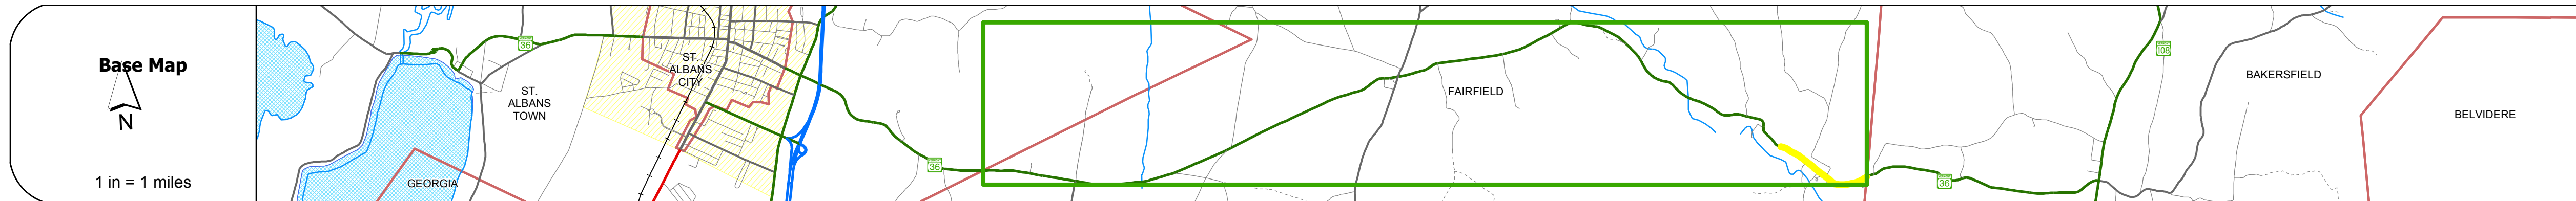 Base Map
N
1 in = 1 miles
36
ST.
ALBANS
TOWN
GEORGIA
ST.
ALBANS
CITY
36
FAIRFIELD
36
108
BAKERSFIELD
BELVIDERE